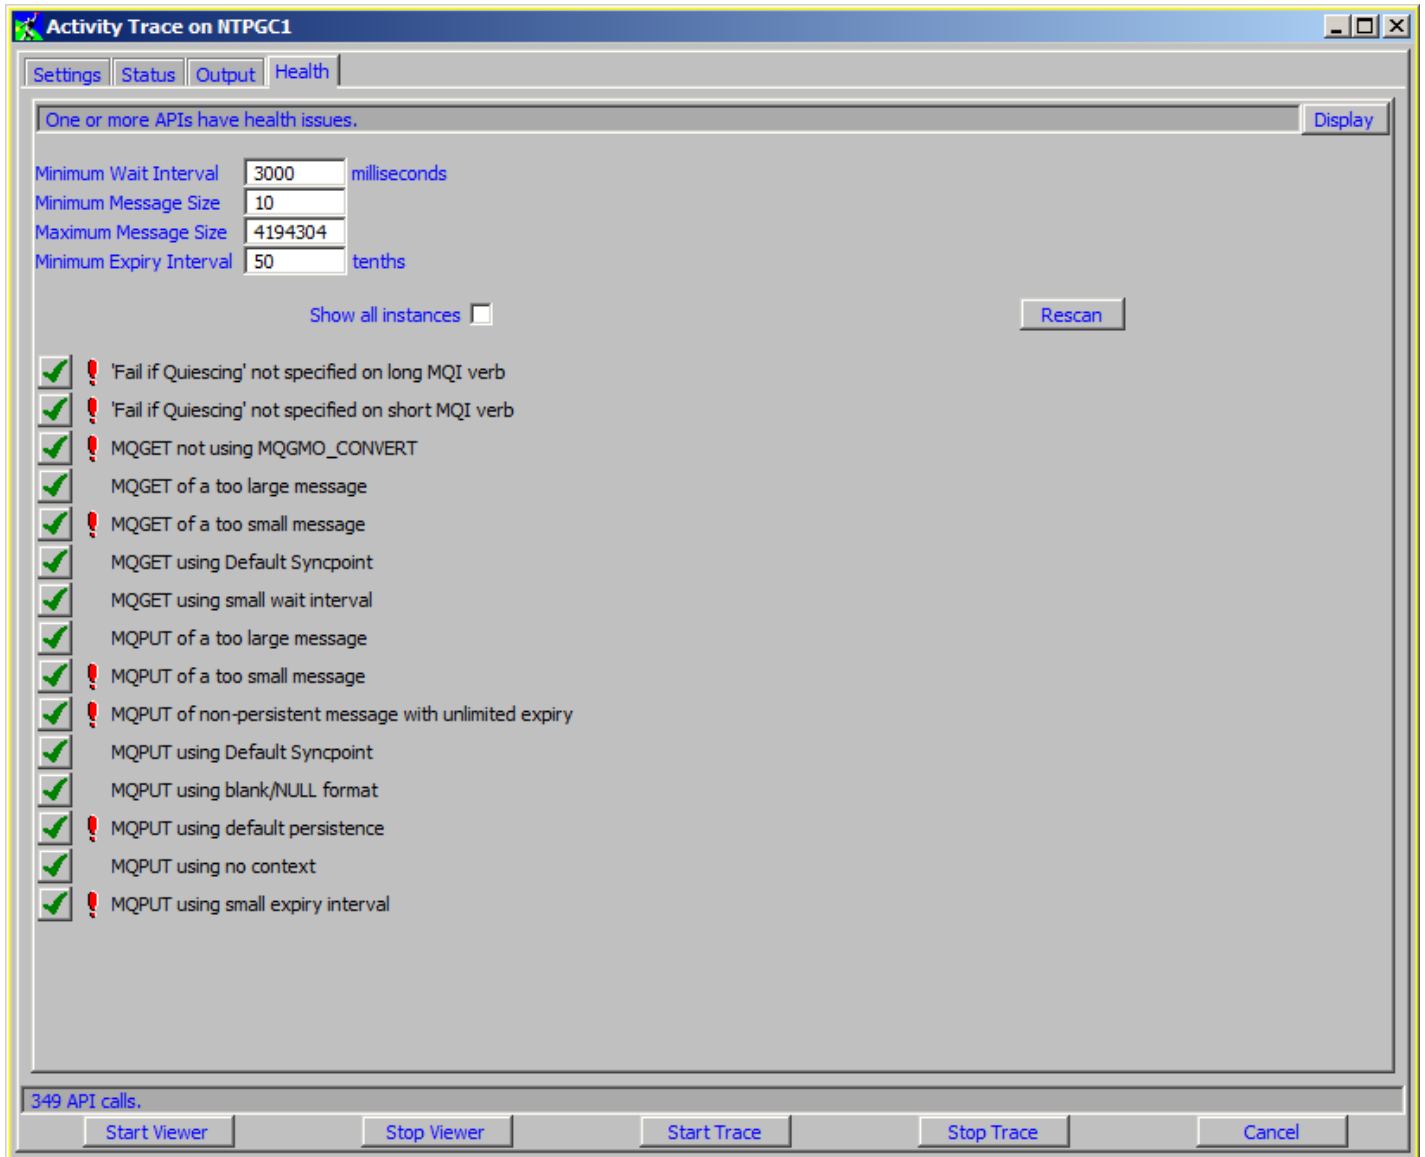 Activity Trace on NTPGC1
Settings Status Output Health
One or more APIs have health issues. Display
Minimum Wait Interval 3000 milliseconds
Minimum Message Size 10
Maximum Message Size 4194304
Minimum Expiry Interval 50 tenths
Show all instances Rescan
'Fail if Quiescing' not specified on long MQI verb
'Fail if Quiescing' not specified on short MQI verb
MQGET not using MQGMO_CONVERT
MQGET of a too large message
MQGET of a too small message
MQGET using Default Syncpoint
MQGET using small wait interval
MQPUT of a too large message
MQPUT of a too small message
MQPUT of non-persistent message with unlimited expiry
MQPUT using Default Syncpoint
MQPUT using blank/NULL format
MQPUT using default persistence
MQPUT using no context
MQPUT using small expiry interval
349 API calls.
Start Viewer Stop Viewer Start Trace Stop Trace Cancel